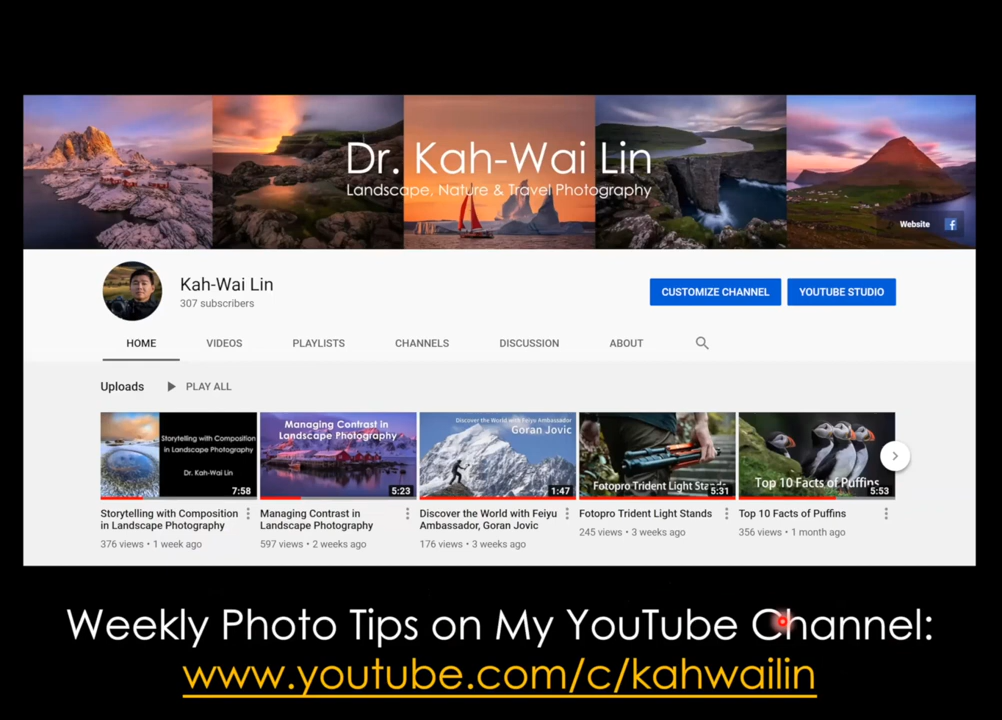 Dr. Kah-Wai Lin
Landscape, Nature & Travel Photography
Website f
Kah-Wai Lin
307 subscribers
CUSTOMIZE CHANNEL YOUTUBE STUDIO
HOME VIDEOS PLAYLISTS CHANNELS DISCUSSION ABOUT
Uploads PLAY ALL
Storytelling with Composition
in Landscape Photography
Dr. Kah-Wai Lin
7:58
Managing Contrast in
Landscape Photography
5:23
Discover the World with Feiyu Ambassador
Goran Jovic
1:47
Fotopro Trident Light Stands
5:31
Top 10 Facts of Puffins
5:53
Storytelling with Composition
in Landscape Photography
376 views • 1 week ago
Managing Contrast in
Landscape Photography
597 views • 2 weeks ago
Discover the World with Feiyu
Ambassador, Goran Jovic
176 views • 3 weeks ago
Fotopro Trident Light Stands
245 views • 3 weeks ago
Top 10 Facts of Puffins
356 views • 1 month ago
Weekly Photo Tips on My YouTube Channel:
www.youtube.com/c/kahwailin